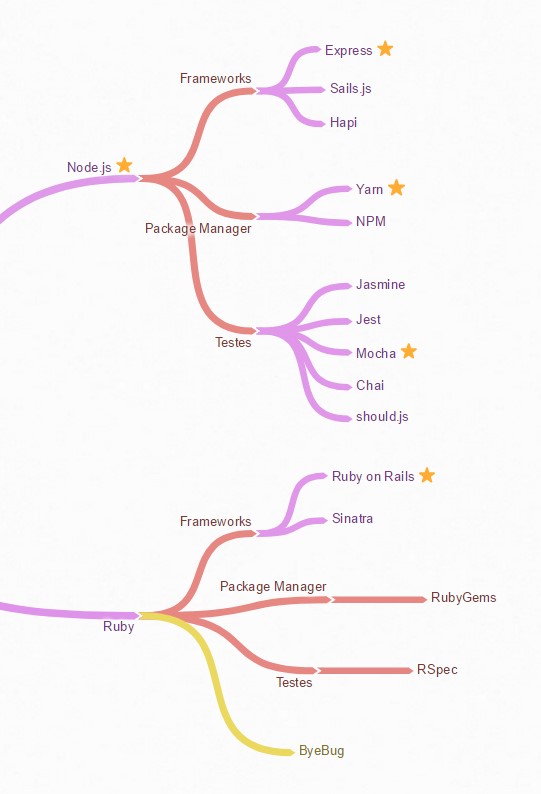 Node.js
Frameworks
Express
Sails.js
Hapi
Package Manager
Yarn
NPM
Testes
Jasmine
Jest
Mocha
Chai
should.js
Ruby
Frameworks
Ruby on Rails
Sinatra
Package Manager
RubyGems
Testes
RSpec
ByeBug